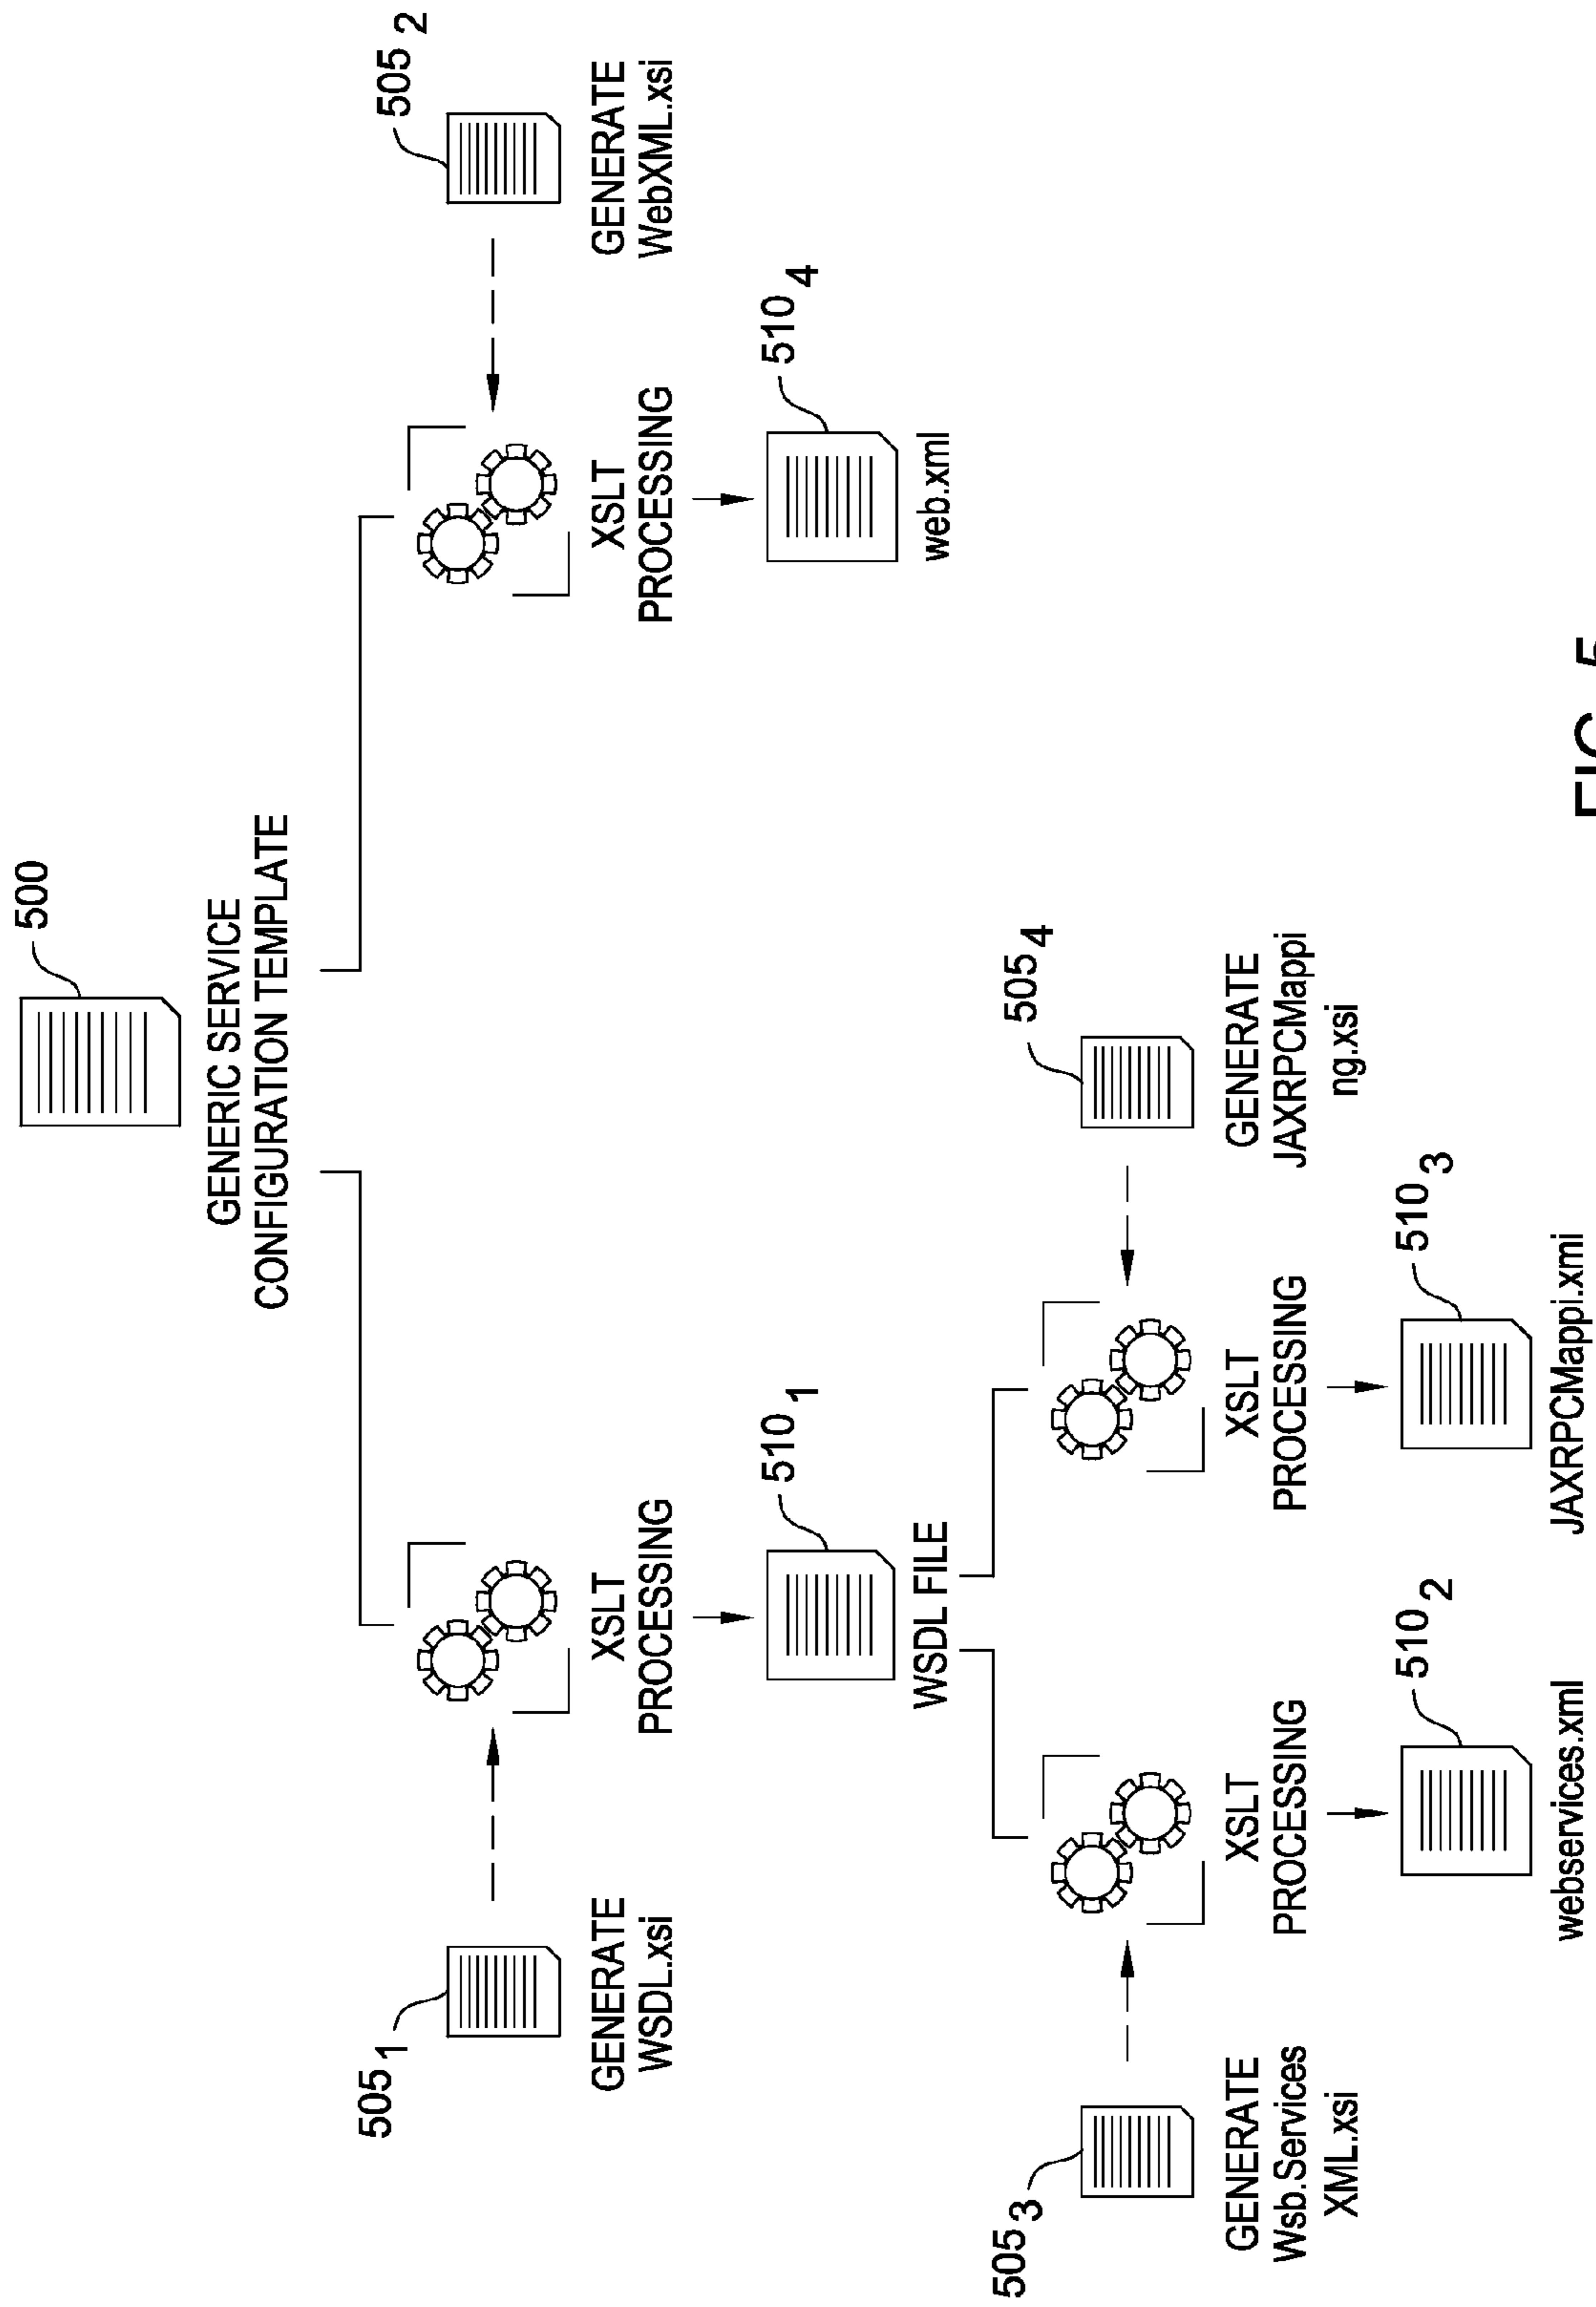 500
GENERIC SERVICE
CONFIGURATION TEMPLATE
505 1
GENERATE
WSDL.xsi
XSLT
PROCESSING
XSLT
PROCESSING
505 2
GENERATE
WebXML.xsi
510 1
WSDL FILE
510 4
web.xml
505 3
GENERATE
Wsb.Services
XML.xsi
XSLT
PROCESSING
XSLT
PROCESSING
505 4
GENERATE
JAXRPCMappi
ng.xsi
510 2
webservices.xml
510 3
JAXRPCMappi.xmi
FIG. 5